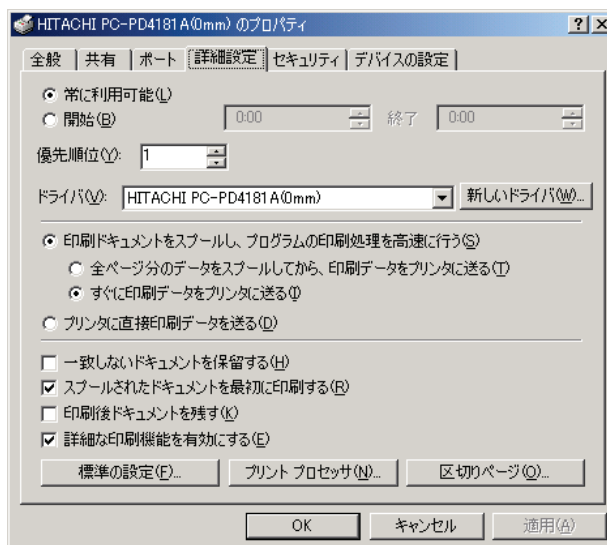 HITACHI PC-PD4181A(0mm) のプロパティ
全般 共有 ポート 詳細設定 セキュリティ デバイスの設定
常に利用可能(L)
開始(B) 0:00 終了 0:00
優先順位(Y): 1
ドライバ(V): HITACHI PC-PD4181A(0mm) 新しいドライバ(W)...
印刷ドキュメントをスプールし、プログラムの印刷処理を高速に行う(S)
全ページ分のデータをスプールしてから、印刷データをプリンタに送る(T)
すぐに印刷データをプリンタに送る(I)
プリンタに直接印刷データを送る(D)
一致しないドキュメントを保留する(H)
スプールされたドキュメントを最初に印刷する(R)
印刷後ドキュメントを残す(K)
詳細な印刷機能を有効にする(E)
標準の設定(F)... プリント プロセッサ(N)... 区切りページ(O)...
OK キャンセル 適用(A)